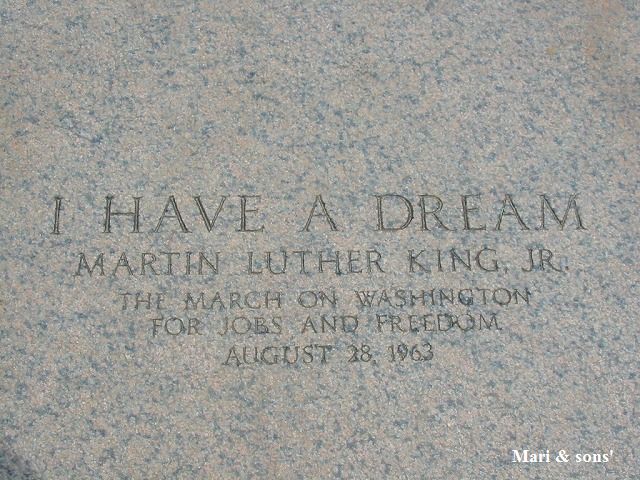 I HAVE A DREAM
MARTIN LUTHER KING, JR.
THE MARCH ON WASHINGTON
FOR JOBS AND FREEDOM
AUGUST 28, 1963
Mari & sons'